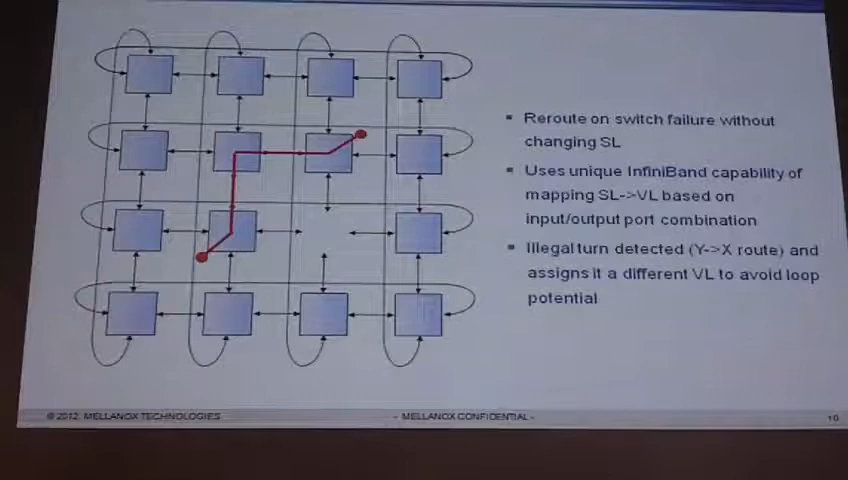 Reroute on switch failure without
changing SL
Uses unique InfiniBand capability of
mapping SL->VL based on
input/output port combination
Illegal turn detected (Y->X route) and
assigns it a different VL to avoid loop
potential
© 2012 MELLANOX TECHNOLOGIES
- MELLANOX CONFIDENTIAL -
10